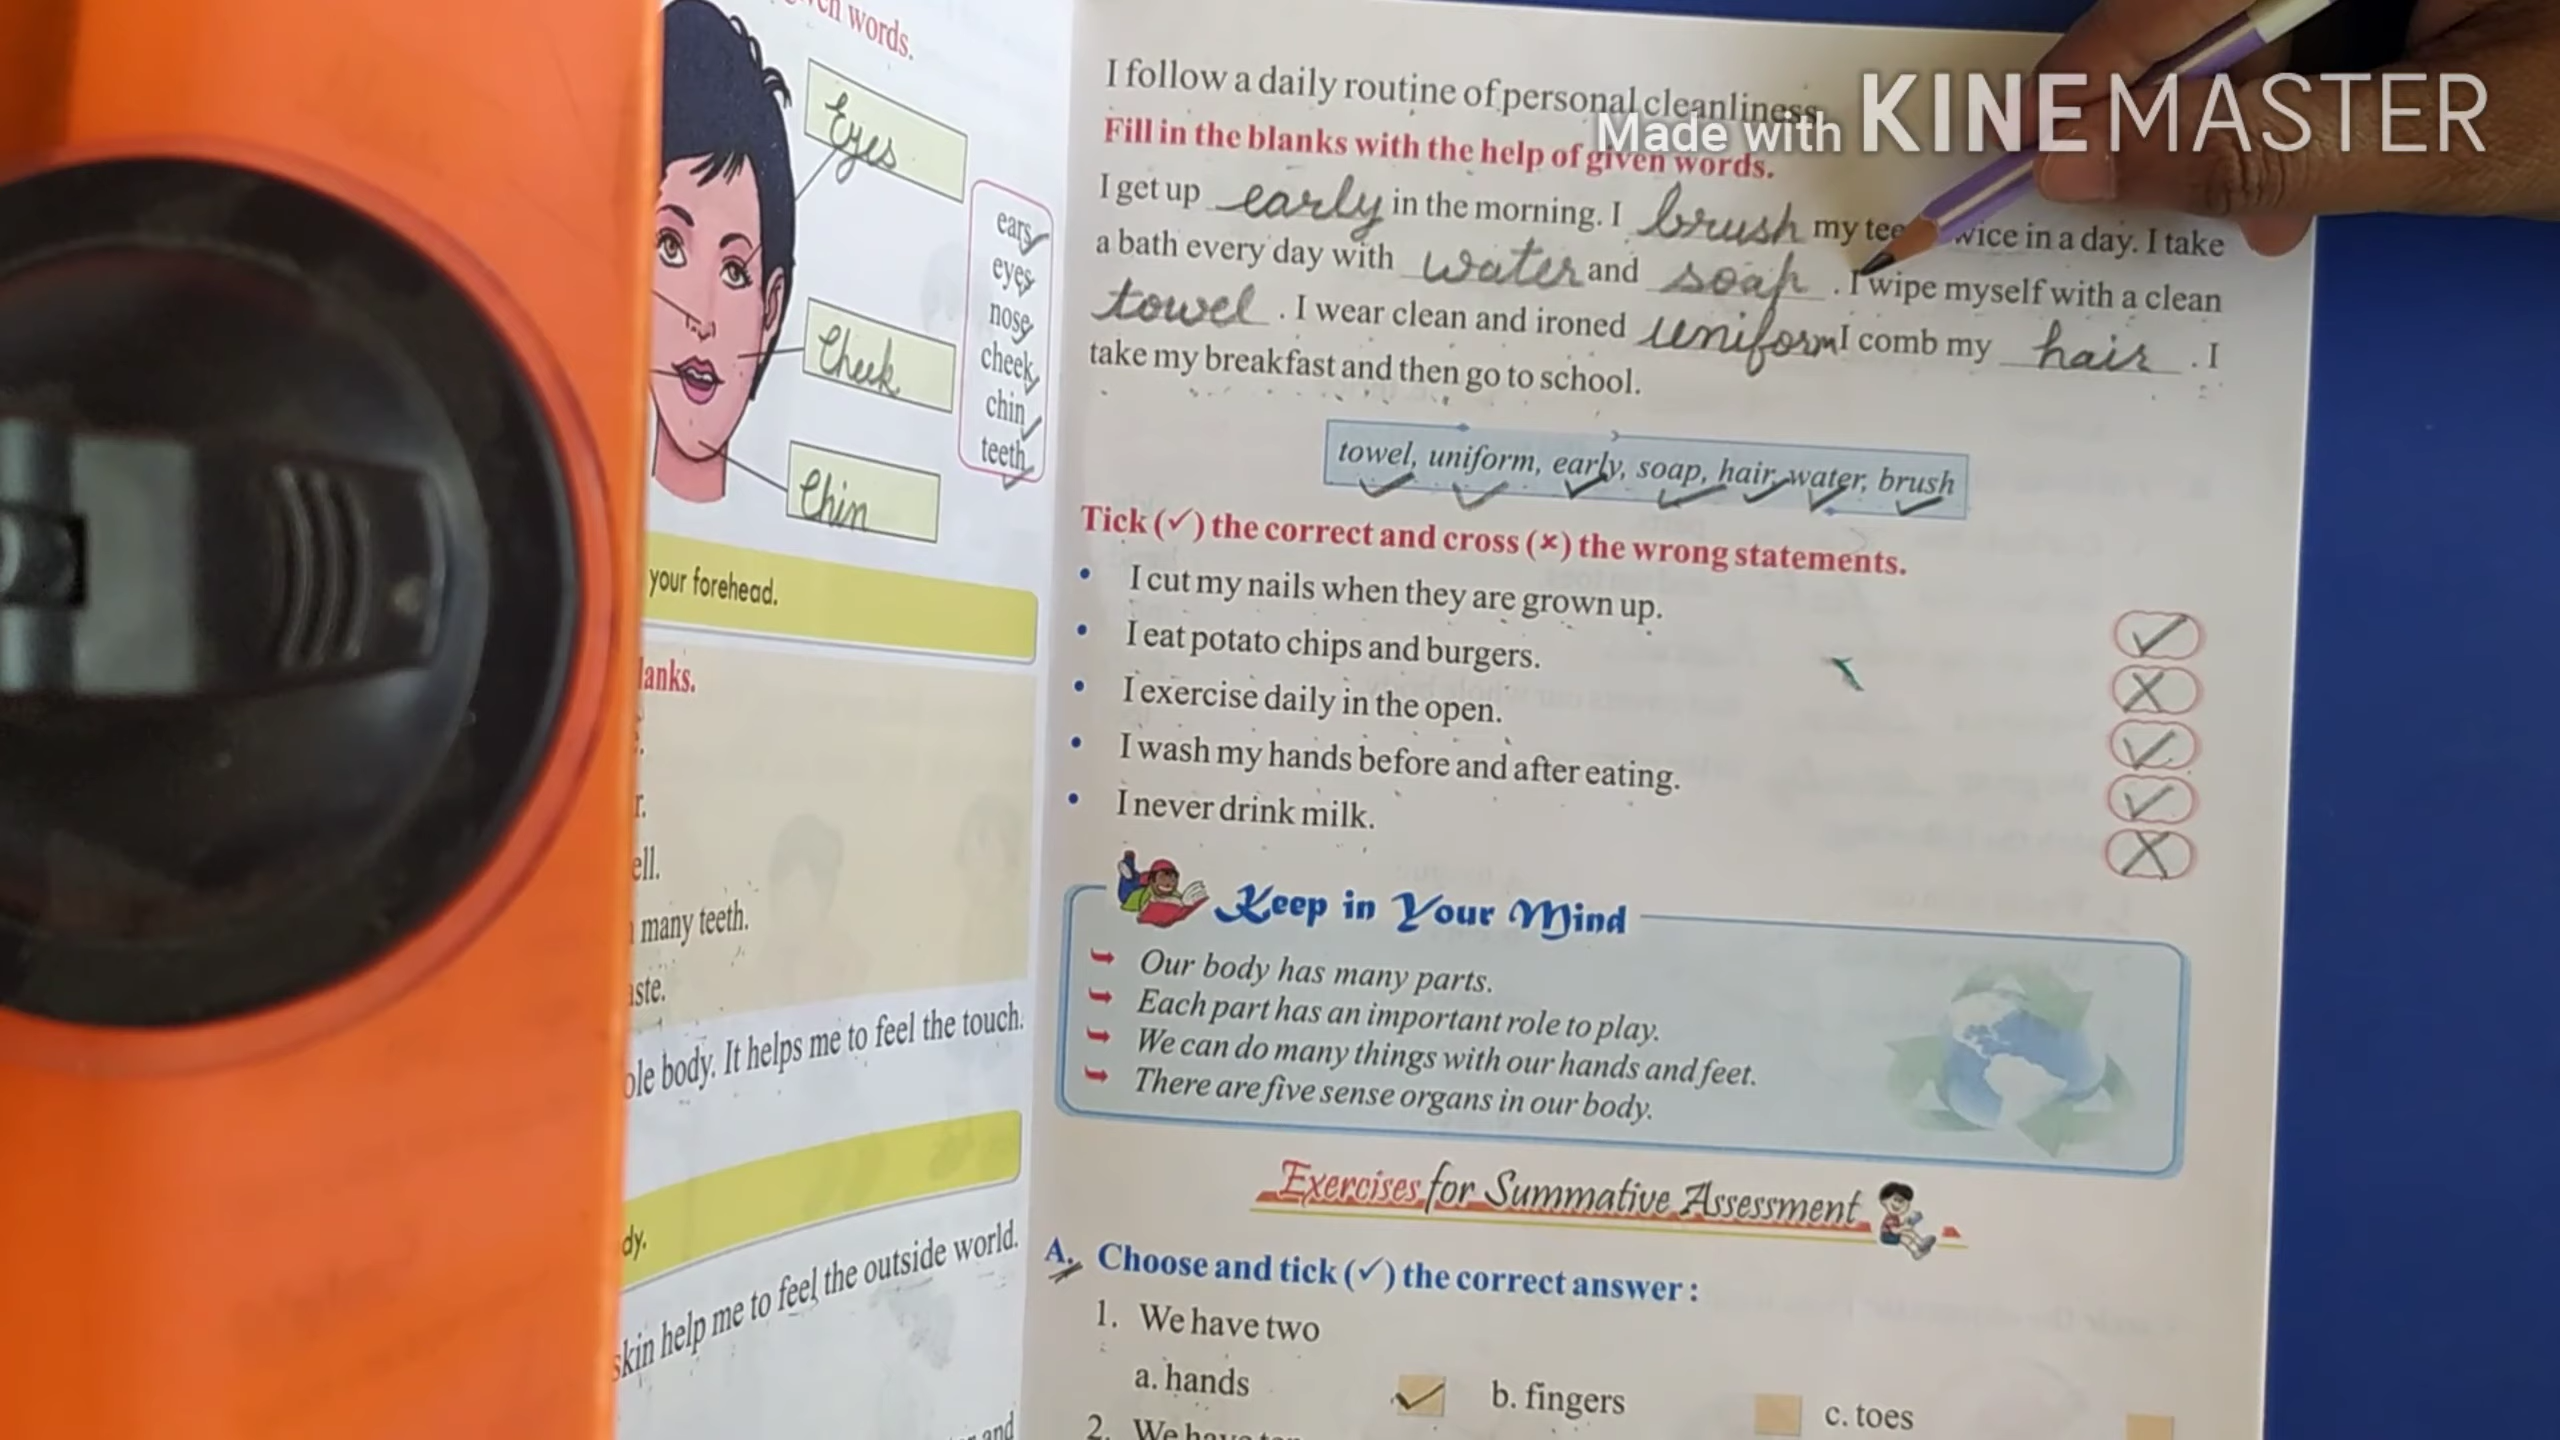 words.
Eyes
Cheek
Chin
ears
eyes
nose
cheek
chin
teeth
your forehead.
many teeth.
body. It helps me to feel the touch.
skin help me to feel the outside world.
and
Made with KINEMASTER
I follow a daily routine of personal cleanliness
Fill in the blanks with the help of given words.
I get up early in the morning. I brush my twice in a day. I take
a bath every day with water and soap. I wipe myself with a clean
towel. I wear clean and ironed uniform I comb my hair. I
take my breakfast and then go to school.
towel, uniform, early, soap, hair, water, brush
Tick (✓) the correct and cross (×) the wrong statements.
• I cut my nails when they are grown up. ✓
• I eat potato chips and burgers. X
• I exercise daily in the open. ✓
• I wash my hands before and after eating. ✓
• I never drink milk. X
Keep in Your Mind
Our body has many parts.
Each part has an important role to play.
We can do many things with our hands and feet.
There are five sense organs in our body.
Exercises for Summative Assessment
A. Choose and tick (✓) the correct answer :
1. We have two
a. hands ✓ b. fingers c. toes
2. We have